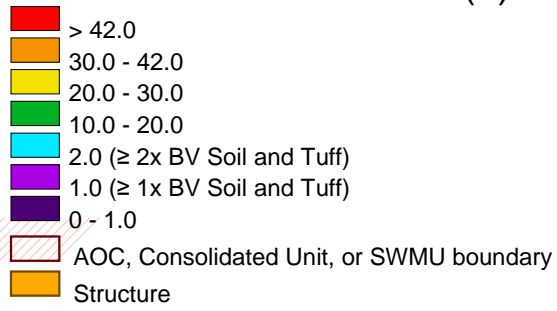 > 42.0
30.0 - 42.0
20.0 - 30.0
10.0 - 20.0
2.0 (≥ 2x BV Soil and Tuff)
1.0 (≥ 1x BV Soil and Tuff)
0 - 1.0
AOC, Consolidated Unit, or SWMU boundary
Structure